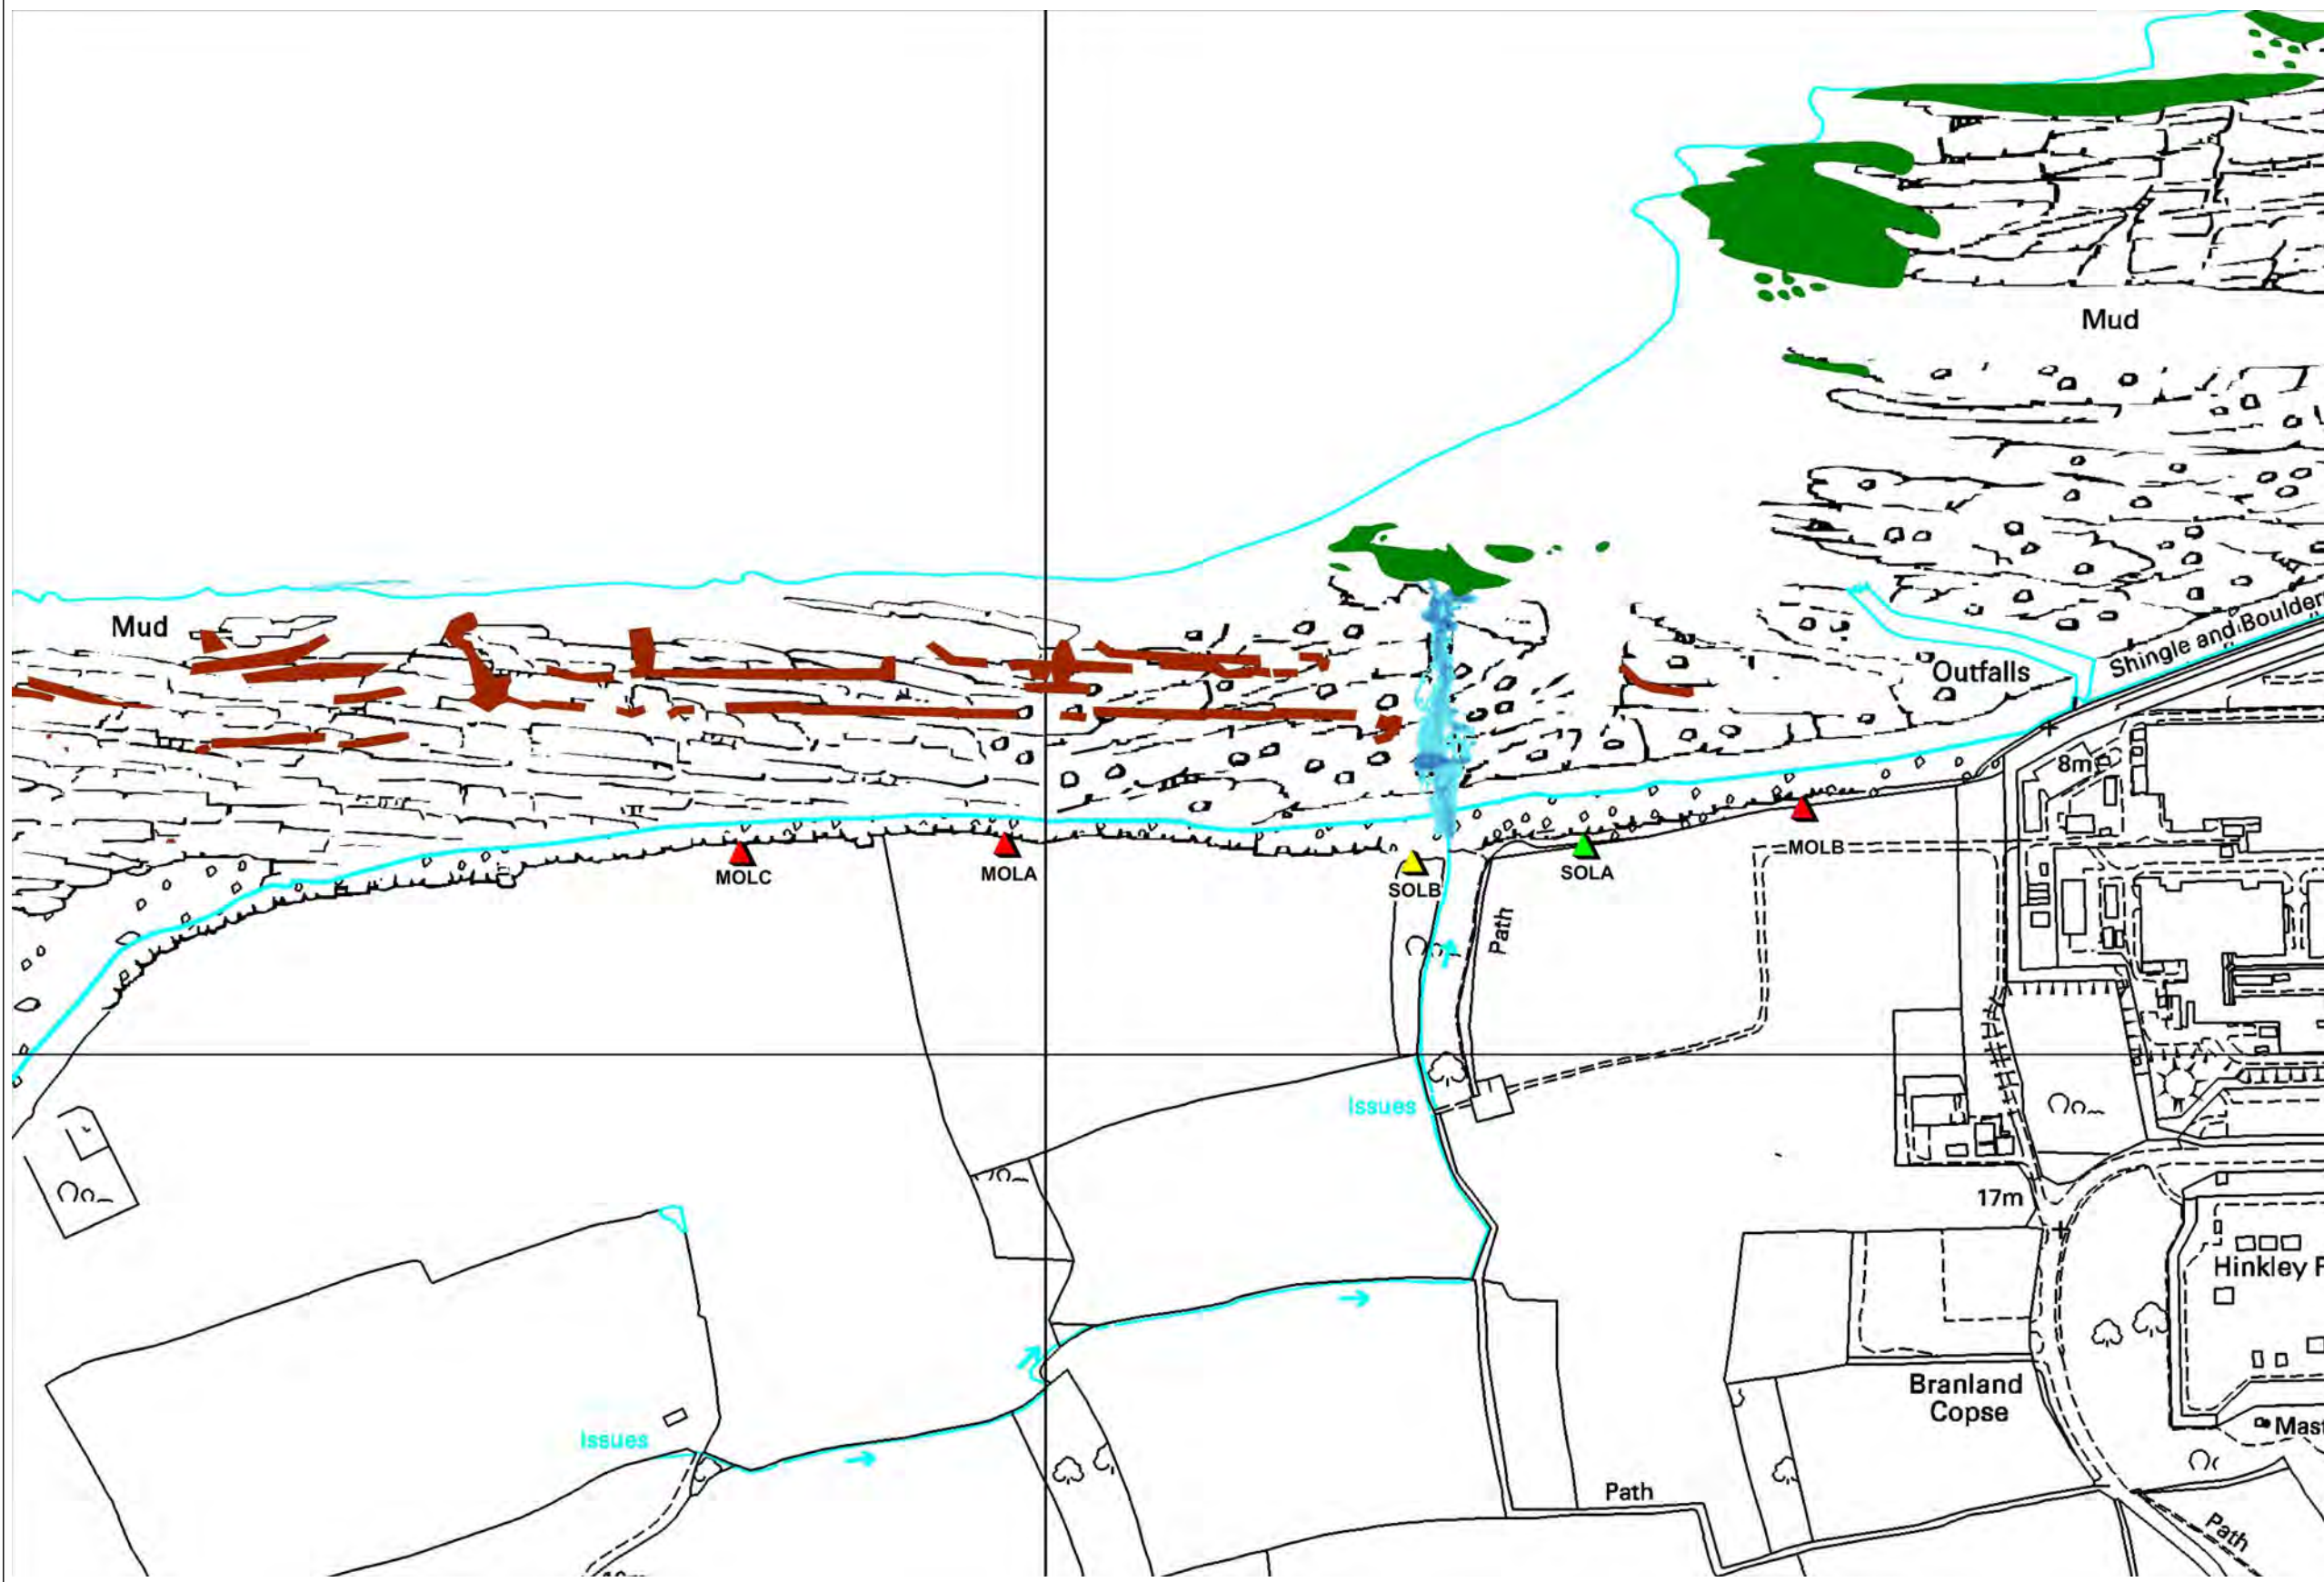 Mud
Mud
Shingle and Boulder
Outfalls
8m
MOLC
MOLA
SOLB
SOLA
MOLB
Path
Issues
17m
Hinkley P
Branland
Copse
Mast
Issues
Path
Path